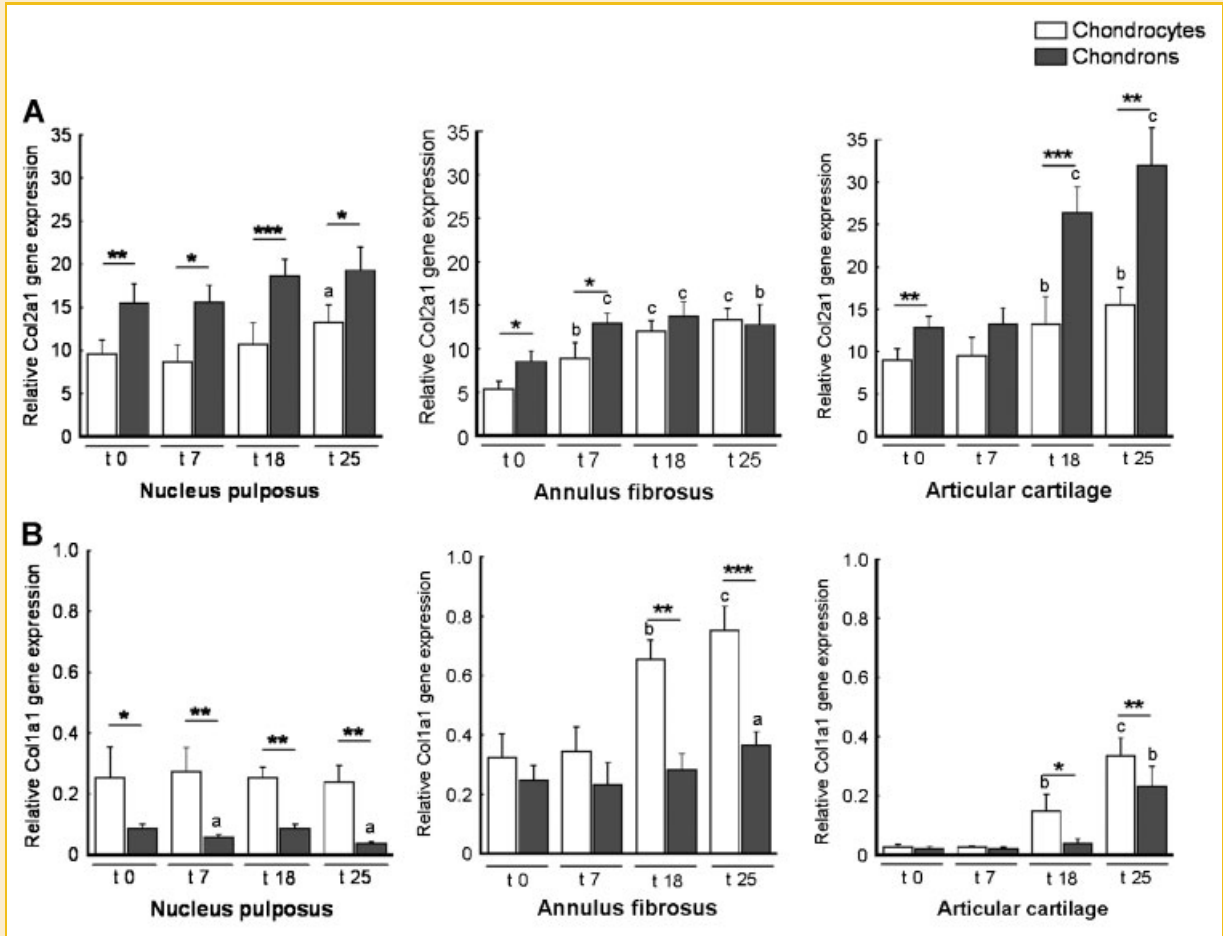 Chondrocytes
Chondrons
A
Relative Col2a1 gene expression
35
30
25
20
15
10
5
0
**
*
***
*
a
t 0 t 7 t 18 t 25
Nucleus pulposus
Relative Col2a1 gene expression
35
30
25
20
15
10
5
0
*
*
b c c c c b
t 0 t 7 t 18 t 25
Annulus fibrosus
Relative Col2a1 gene expression
35
30
25
20
15
10
5
0
**
***
**
b c b c
t 0 t 7 t 18 t 25
Articular cartilage
B
Relative Col1a1 gene expression
1.0
0.8
0.6
0.4
0.2
0
*
**
**
**
a a
t 0 t 7 t 18 t 25
Nucleus pulposus
Relative Col1a1 gene expression
1.0
0.8
0.6
0.4
0.2
0
**
***
b c a
t 0 t 7 t 18 t 25
Annulus fibrosus
Relative Col1a1 gene expression
1.0
0.8
0.6
0.4
0.2
0
*
**
b c b
t 0 t 7 t 18 t 25
Articular cartilage